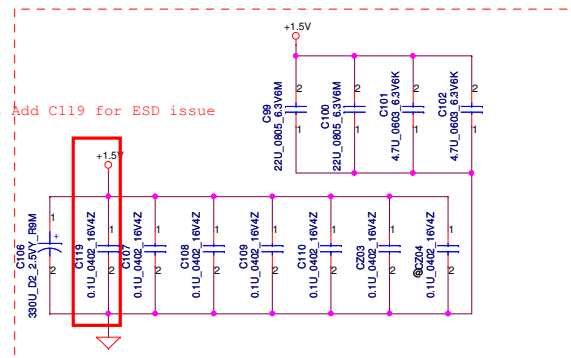 +1.5V
C99
22U_0805_6.3V6M
2
1
C100
22U_0805_6.3V6M
2
1
C101
4.7U_0603_6.3V6K
2
1
C102
4.7U_0603_6.3V6K
2
1
Add C119 for ESD issue
+1.5V
C106
330U_D2_2.5VY_R9M
1
+
2
C119
0.1U_0402_16V4Z
1
2
C107
0.1U_0402_16V4Z
1
2
C108
0.1U_0402_16V4Z
1
2
C109
0.1U_0402_16V4Z
1
2
C110
0.1U_0402_16V4Z
1
2
CZ03
0.1U_0402_16V4Z
1
2
@CZ04
0.1U_0402_16V4Z
1
2